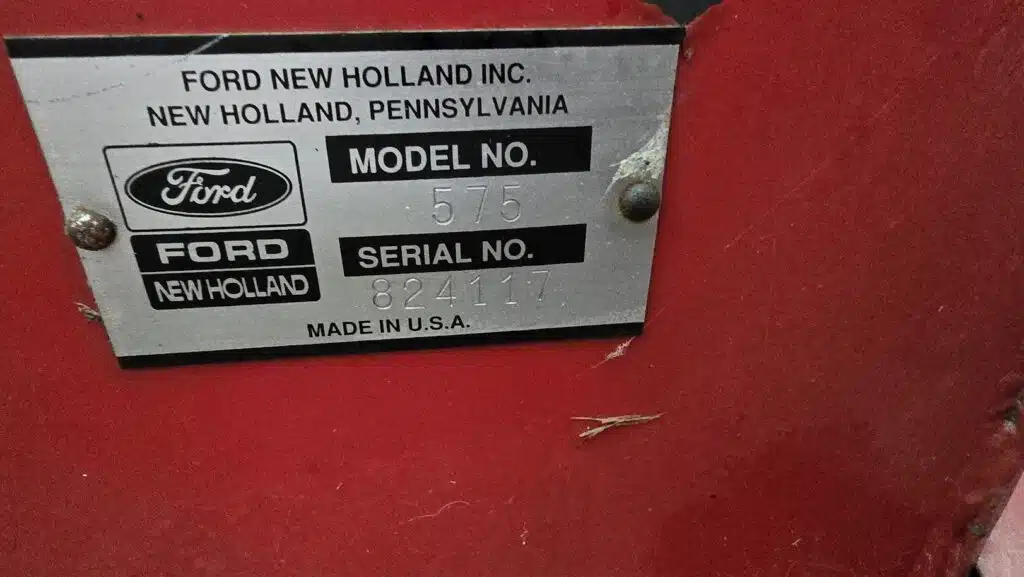 FORD NEW HOLLAND INC.
NEW HOLLAND, PENNSYLVANIA
Ford
FORD
NEW HOLLAND
MODEL NO.
575
SERIAL NO.
824117
MADE IN U.S.A.